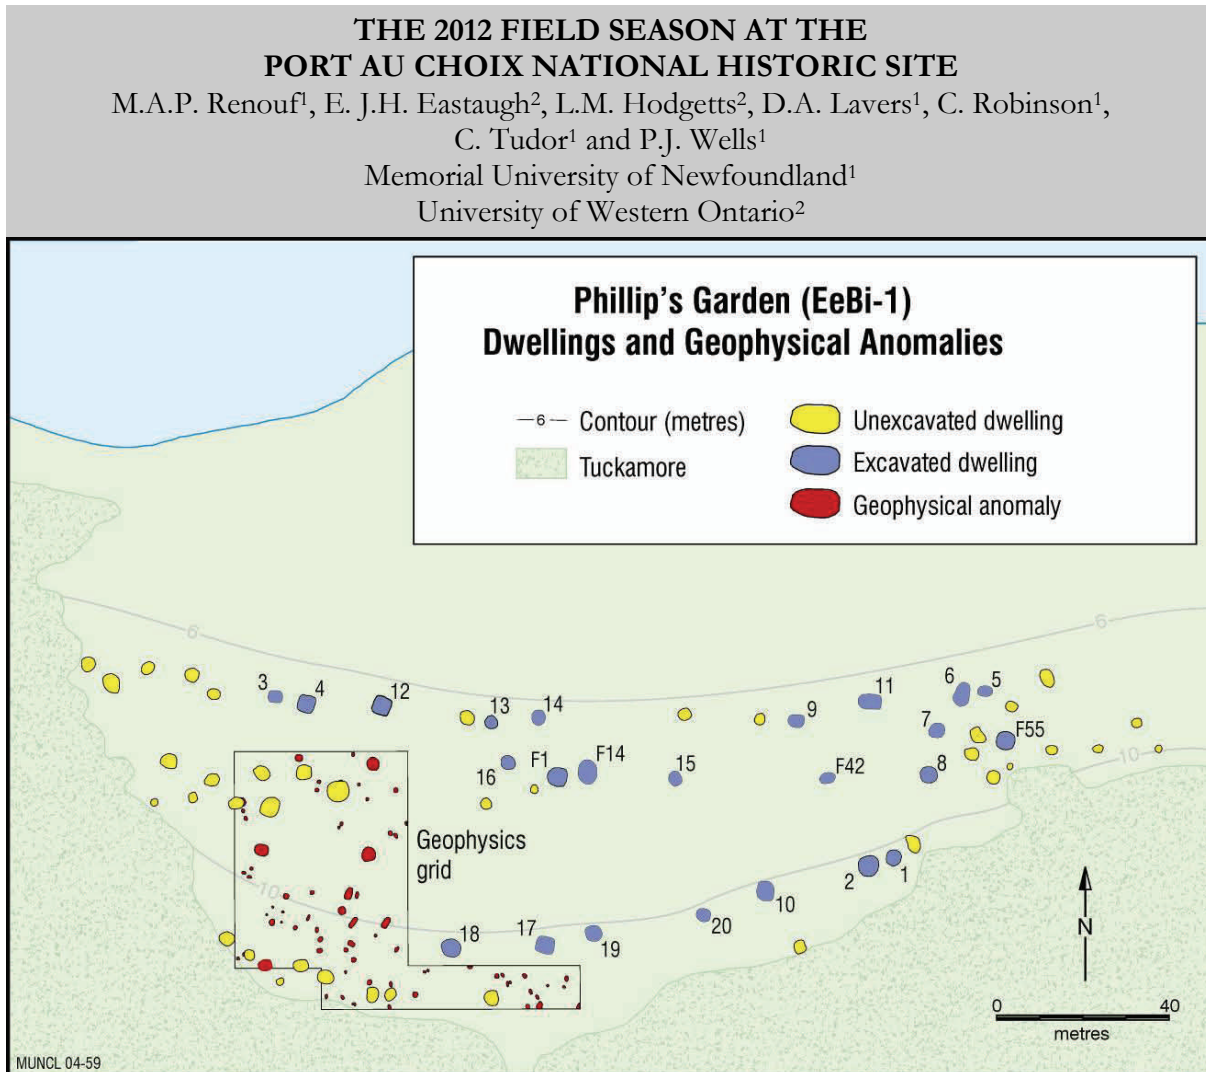 THE 2012 FIELD SEASON AT THE
PORT AU CHOIX NATIONAL HISTORIC SITE
M.A.P. Renouf¹, E. J.H. Eastaugh², L.M. Hodgetts², D.A. Lavers¹, C. Robinson¹,
C. Tudor¹ and P.J. Wells¹
Memorial University of Newfoundland¹
University of Western Ontario²
Phillip's Garden (EeBi-1)
Dwellings and Geophysical Anomalies
6 Contour (metres)
Tuckamore
Unexcavated dwelling
Excavated dwelling
Geophysical anomaly
6
6
3
4
12
13
14
9
11
6
5
7
F55
16
F1
F14
15
F42
8
10
Geophysics
grid
10
2
1
10
20
18
17
19
N
0 40
metres
MUNCL 04-59